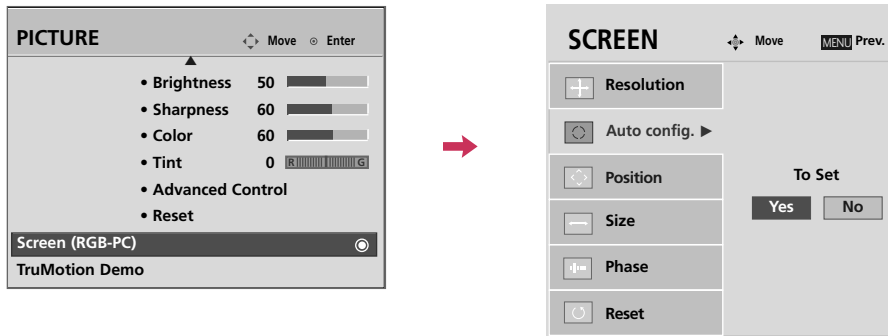 PICTURE
Move
Enter
• Brightness 50
• Sharpness 60
• Color 60
• Tint 0 R G
• Advanced Control
• Reset
Screen (RGB-PC)
TruMotion Demo
SCREEN
Move
MENU Prev.
Resolution
Auto config. ►
Position
Size
Phase
Reset
To Set
Yes No